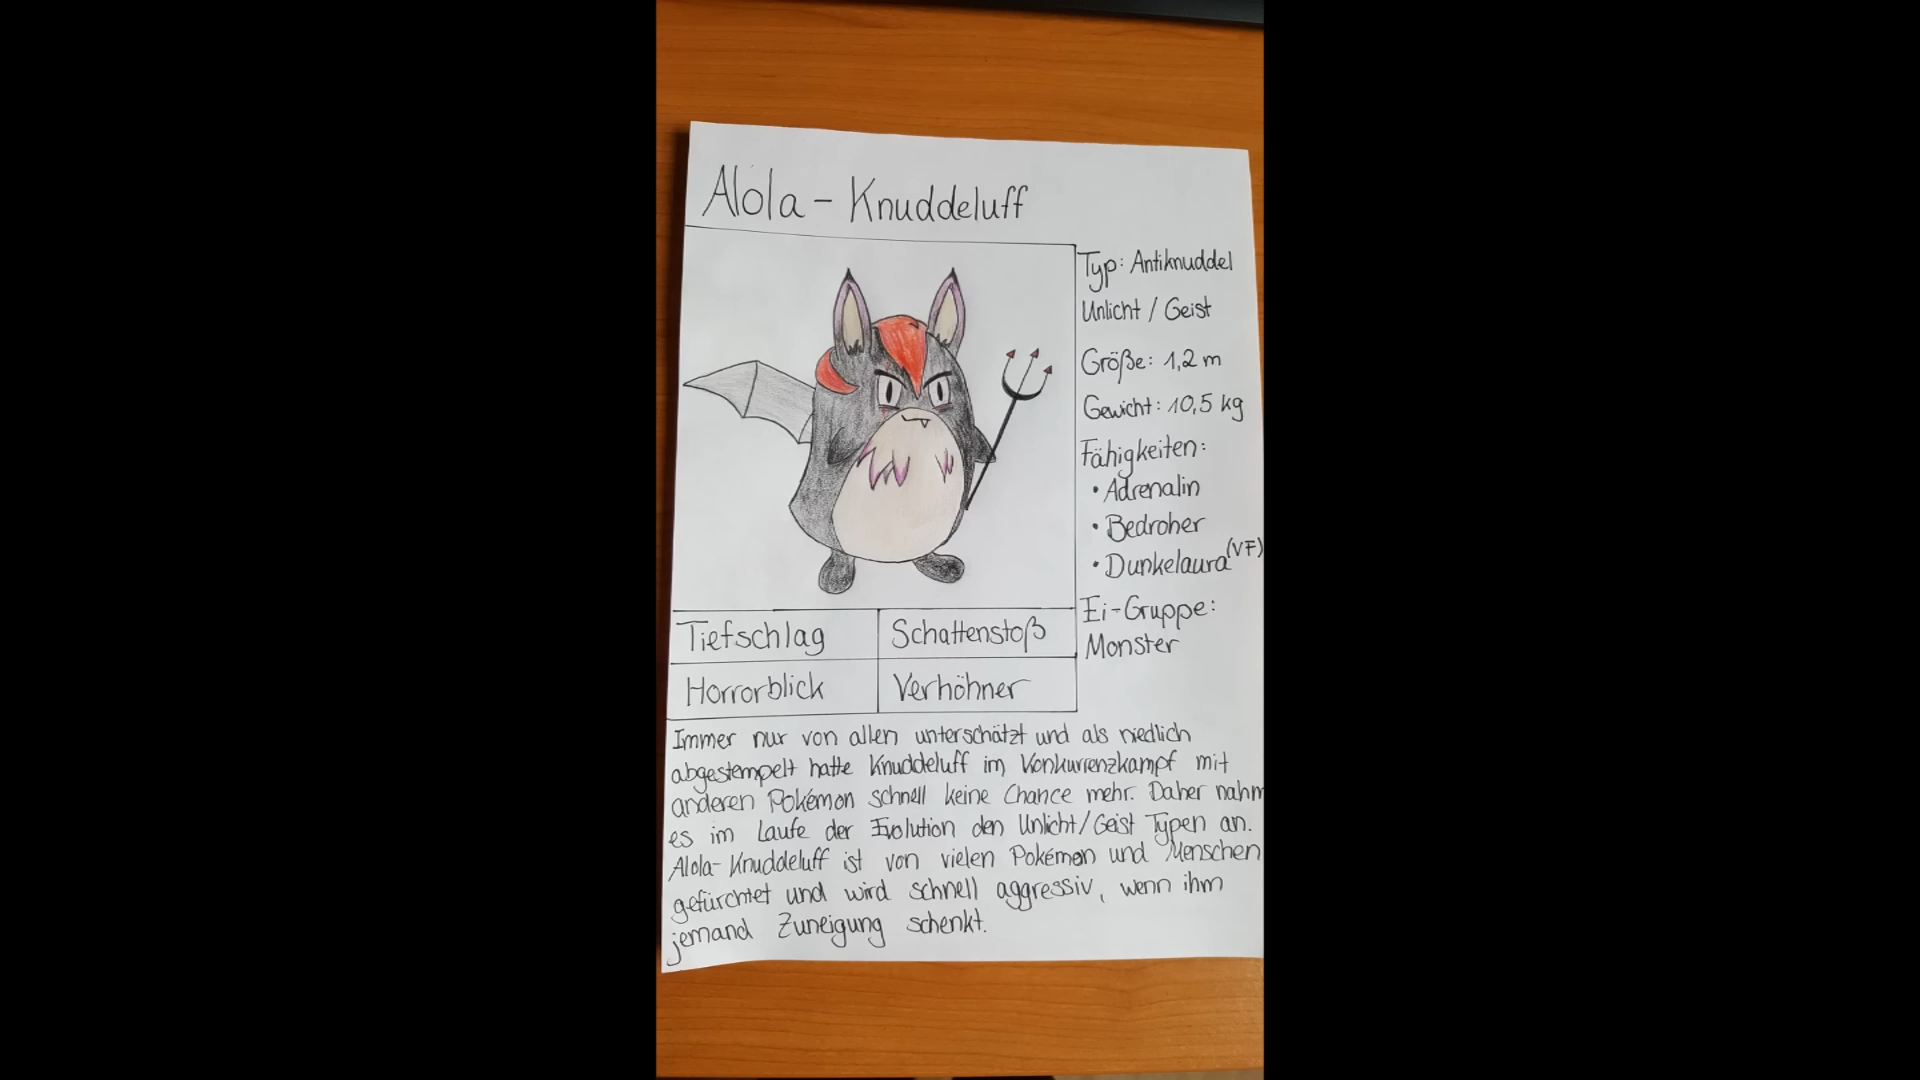 Alola - Knuddeluff
Typ: Antiknuddel
Unlicht / Geist
Größe: 1,2 m
Gewicht: 10,5 kg
Fähigkeiten:
• Adrenalin
• Bedroher
• Dunkelaura (VF)
Ei-Gruppe:
Monster
Tiefschlag
Schattenstoß
Horrorblick
Verhöhner
Immer nur von allen unterschätzt und als niedlich
abgestempelt hatte Knuddeluff im Konkurrenzkampf mit
anderen Pokémon schnell keine Chance mehr. Daher nahm
es im Laufe der Evolution den Unlicht/Geist Typen an.
Alola-Knuddeluff ist von vielen Pokémon und Menschen
gefürchtet und wird schnell aggressiv, wenn ihm
jemand Zuneigung schenkt.